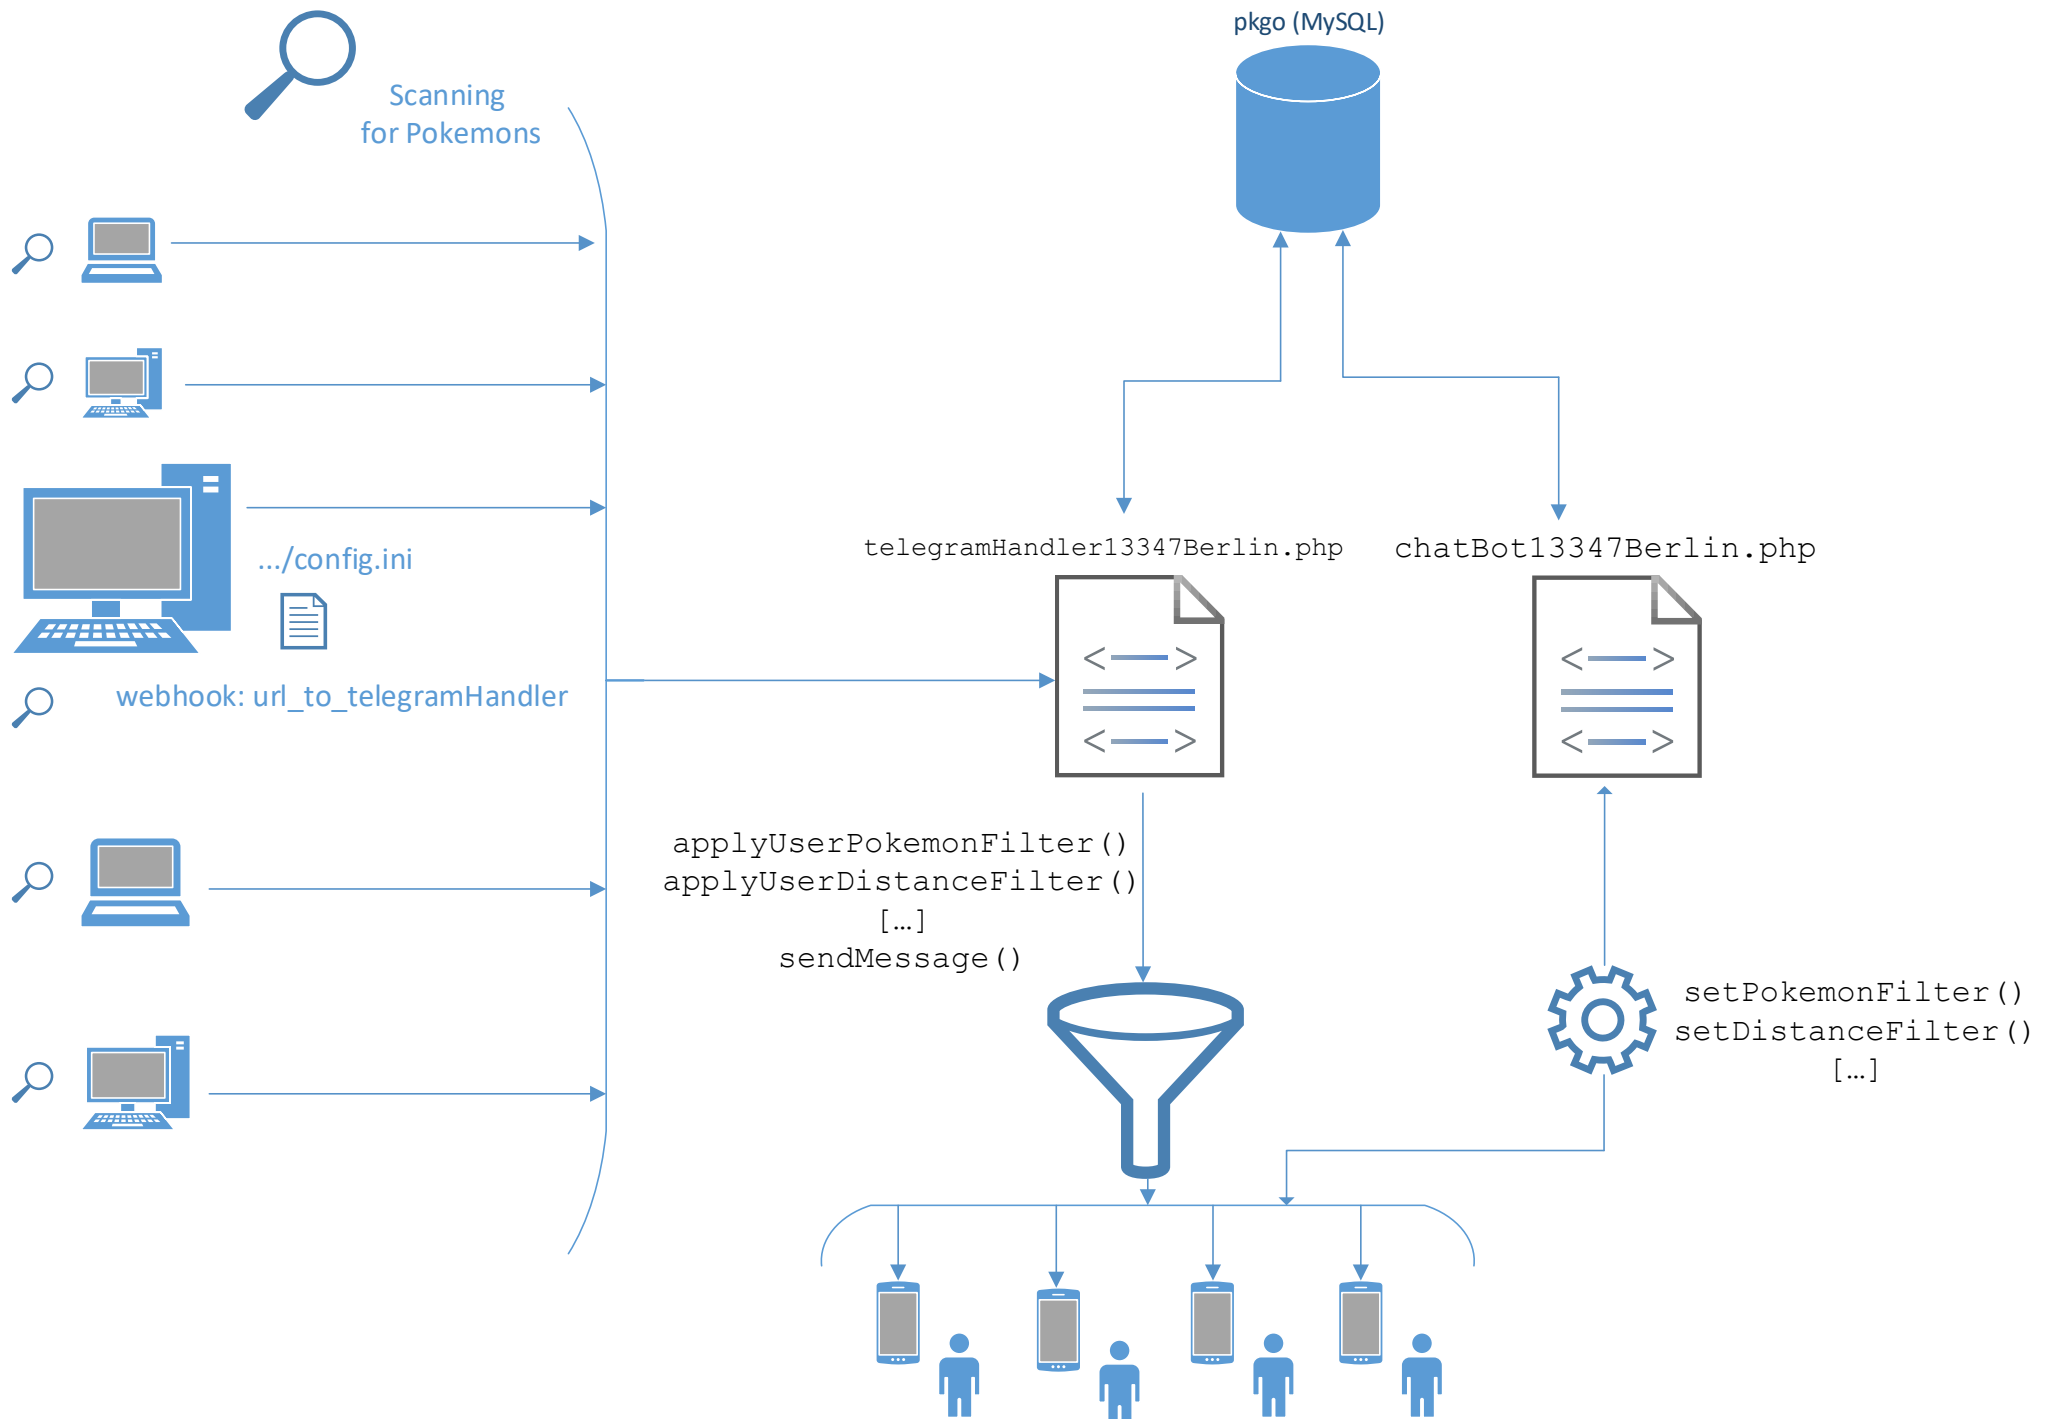 pkgo (MySQL)
Scanning
for Pokemons
.../config.ini
webhook: url_to_telegramHandler
telegramHandler13347Berlin.php
chatBot13347Berlin.php
applyUserPokemonFilter()
applyUserDistanceFilter()
[…]
sendMessage()
setPokemonFilter()
setDistanceFilter()
[…]